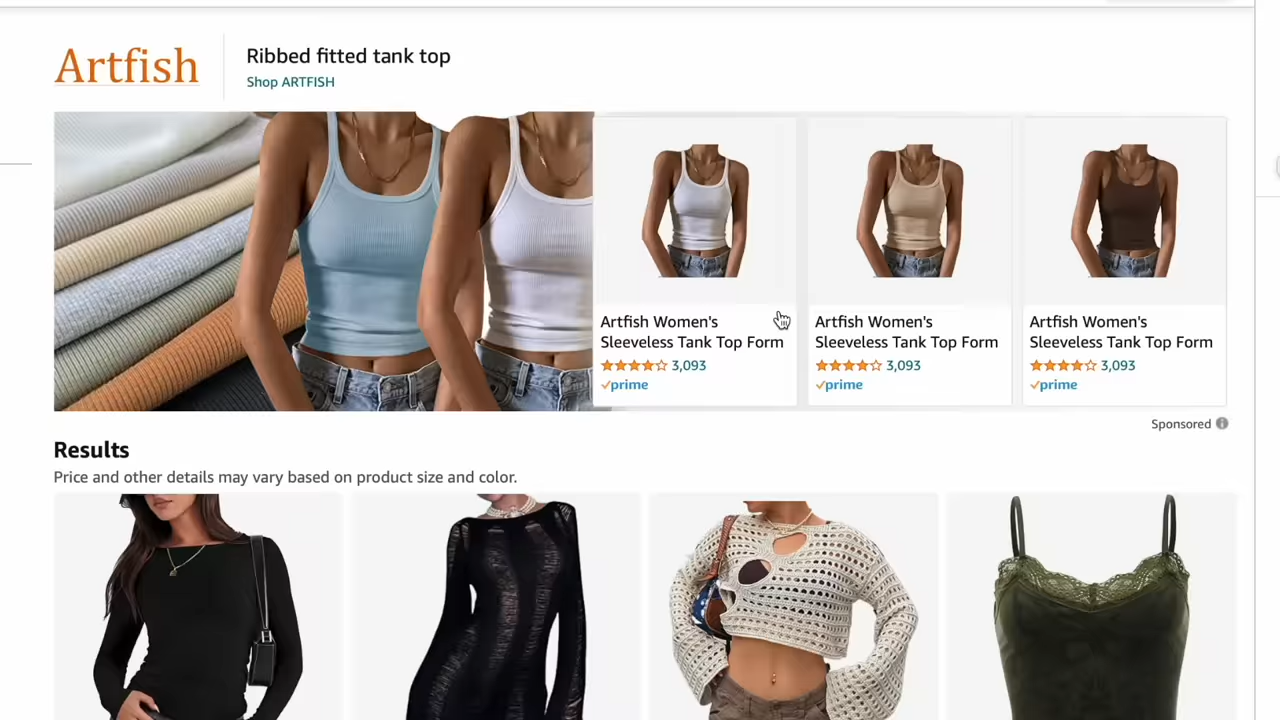 Artfish
Ribbed fitted tank top
Shop ARTFISH
Artfish Women's
Sleeveless Tank Top Form
3,093
prime
Artfish Women's
Sleeveless Tank Top Form
3,093
prime
Artfish Women's
Sleeveless Tank Top Form
3,093
prime
Sponsored
Results
Price and other details may vary based on product size and color.